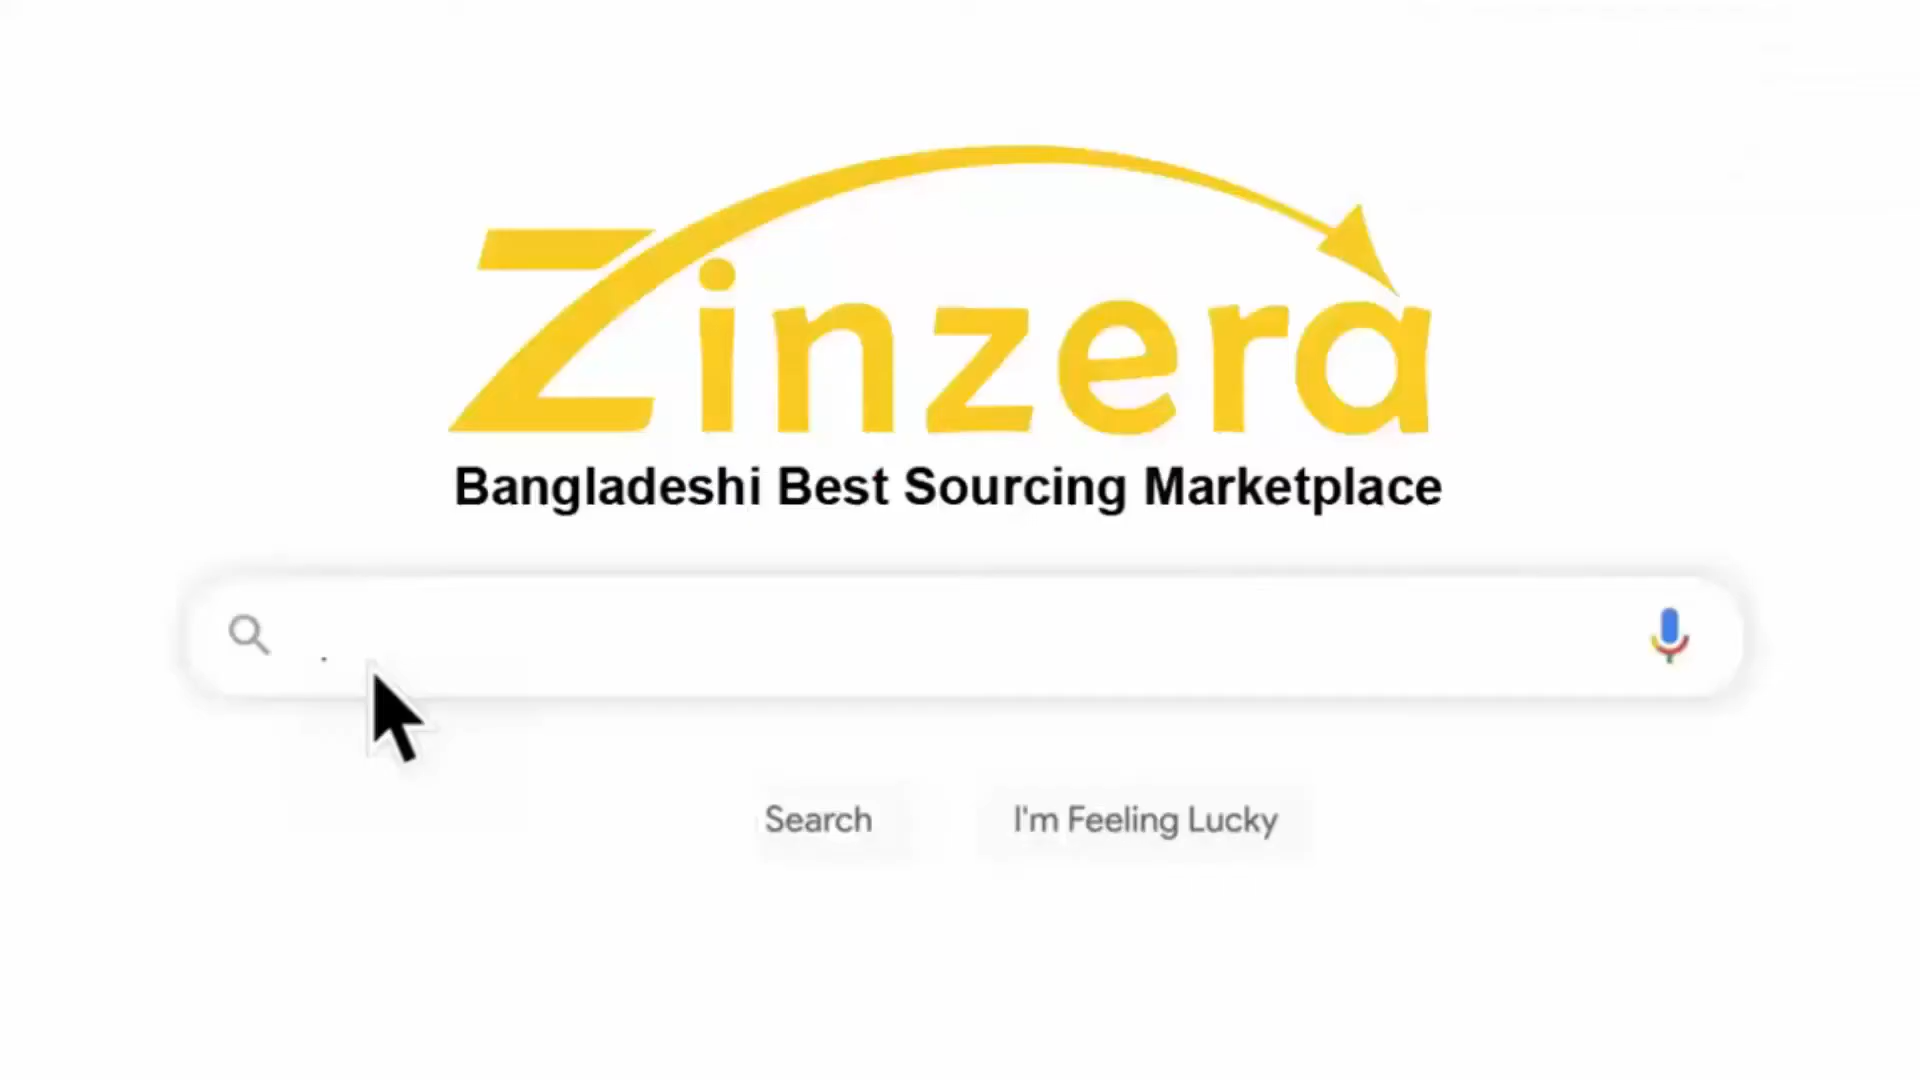 Zinzera
Bangladeshi Best Sourcing Marketplace
.
Search
I'm Feeling Lucky